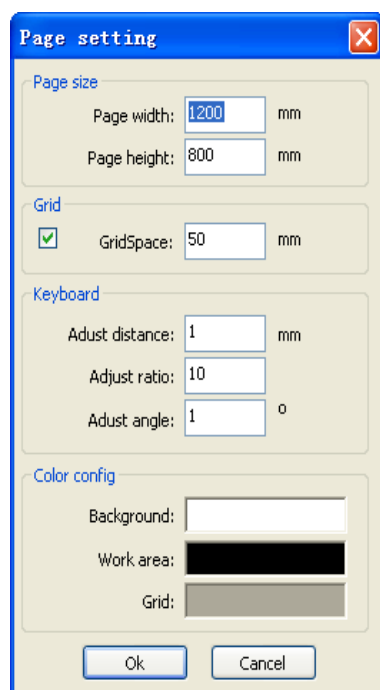 Page setting
Page size
Page width: 1200 mm
Page height: 800 mm
Grid
GridSpace: 50 mm
Keyboard
Adust distance: 1 mm
Adjust ratio: 10
Adust angle: 1 o
Color config
Background:
Work area:
Grid:
Ok Cancel